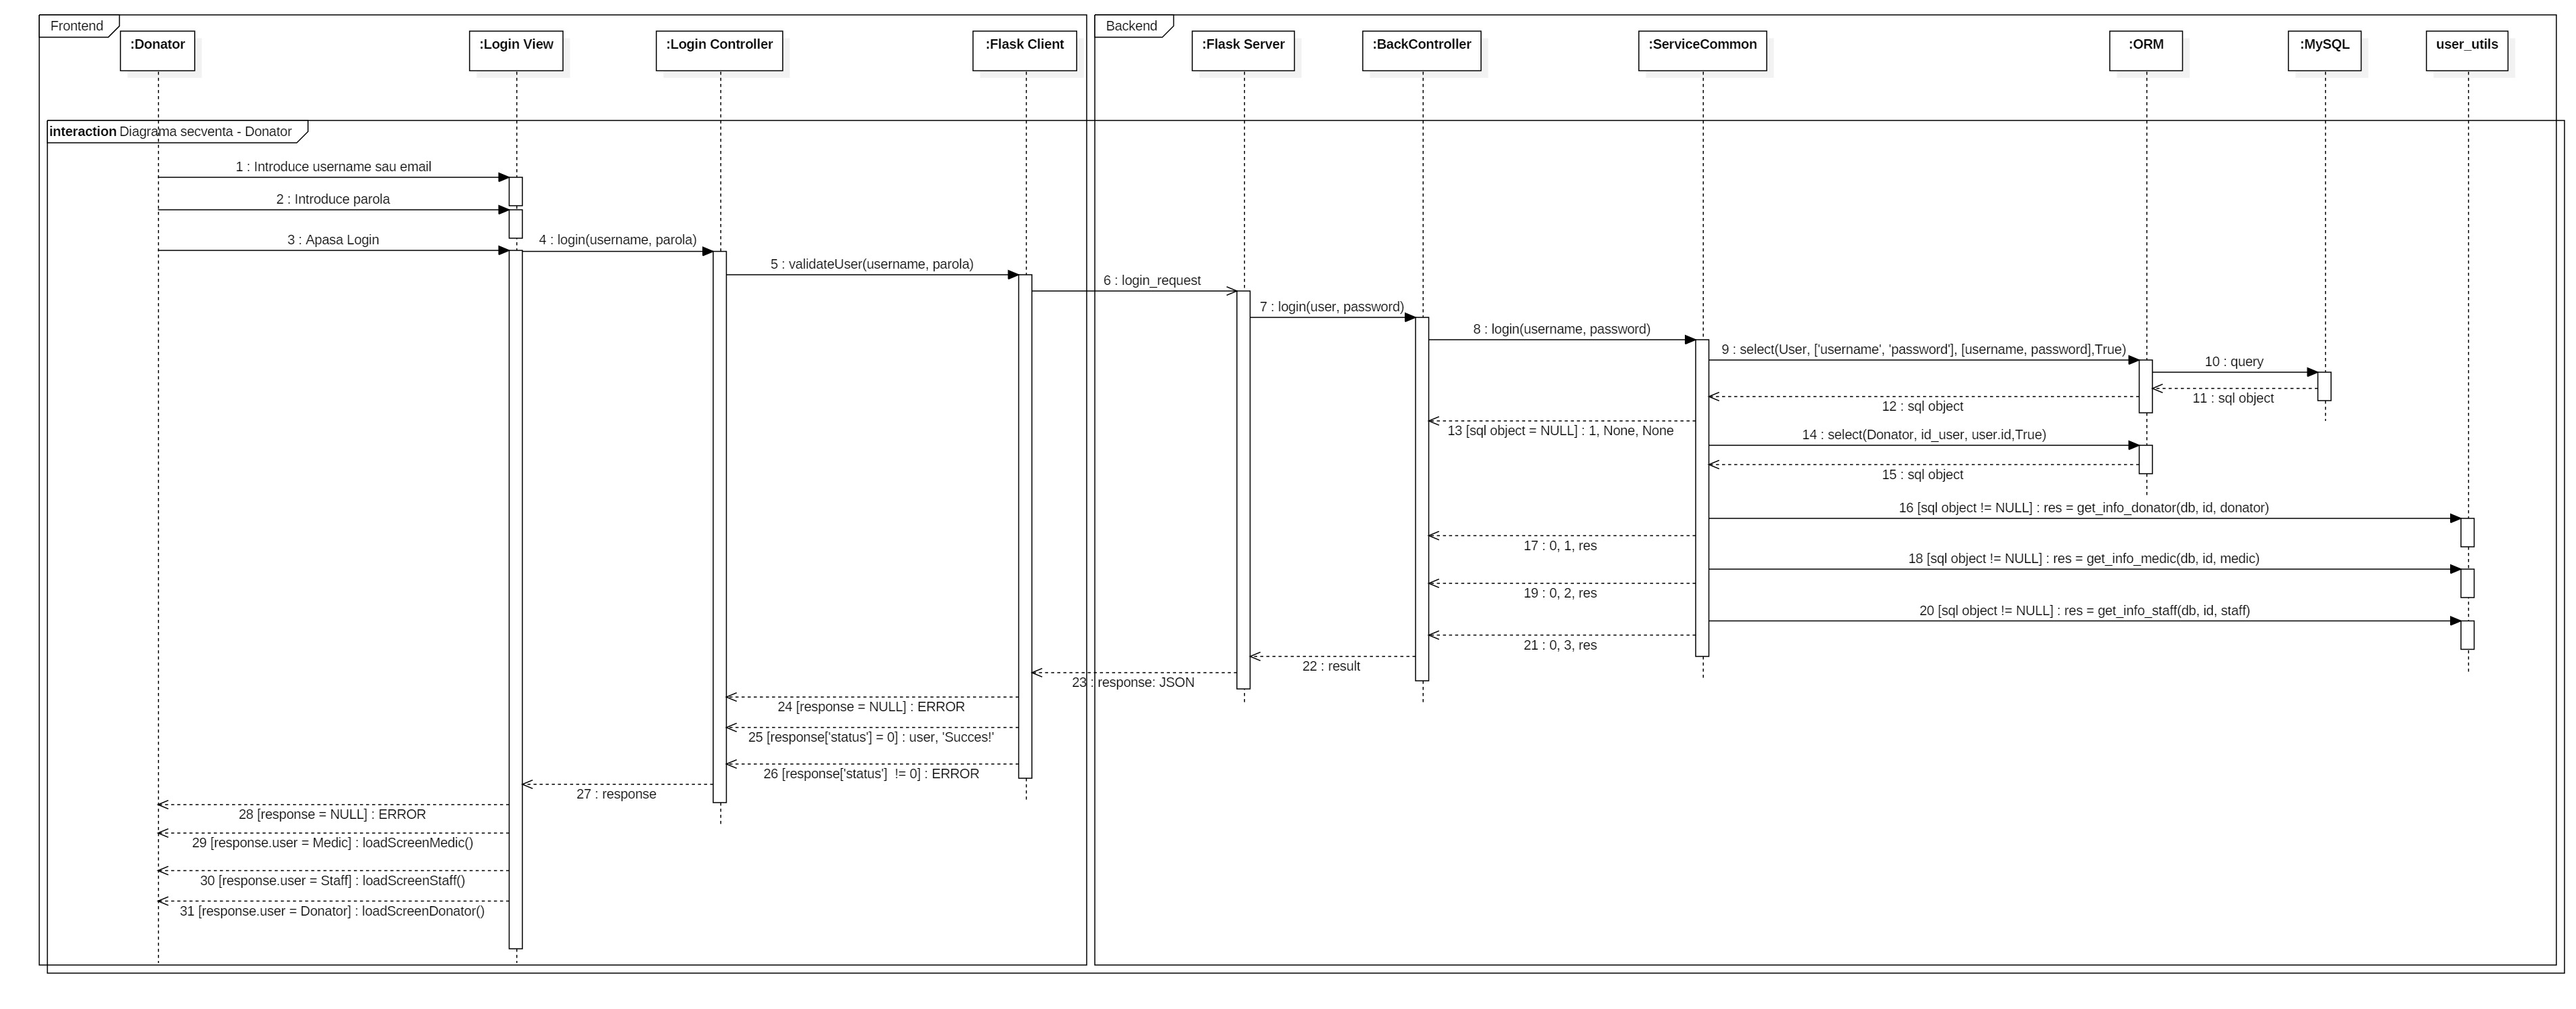 Frontend
Backend
:Donator
:Login View
:Login Controller
:Flask Client
:Flask Server
:BackController
:ServiceCommon
:ORM
:MySQL
user_utils
interaction Diagrama secventa - Donator
1 : Introduce username sau email
2 : Introduce parola
3 : Apasa Login
4 : login(username, parola)
5 : validateUser(username, parola)
6 : login_request
7 : login(user, password)
8 : login(username, password)
9 : select(User, ['username', 'password'], [username, password],True)
10 : query
11 : sql object
12 : sql object
13 [sql object = NULL] : 1, None, None
14 : select(Donator, id_user, user.id,True)
15 : sql object
16 [sql object != NULL] : res = get_info_donator(db, id, donator)
17 : 0, 1, res
18 [sql object != NULL] : res = get_info_medic(db, id, medic)
19 : 0, 2, res
20 [sql object != NULL] : res = get_info_staff(db, id, staff)
21 : 0, 3, res
22 : result
23 : response: JSON
24 [response = NULL] : ERROR
25 [response['status'] = 0] : user, 'Succes!'
26 [response['status']  != 0] : ERROR
27 : response
28 [response = NULL] : ERROR
29 [response.user = Medic] : loadScreenMedic()
30 [response.user = Staff] : loadScreenStaff()
31 [response.user = Donator] : loadScreenDonator()